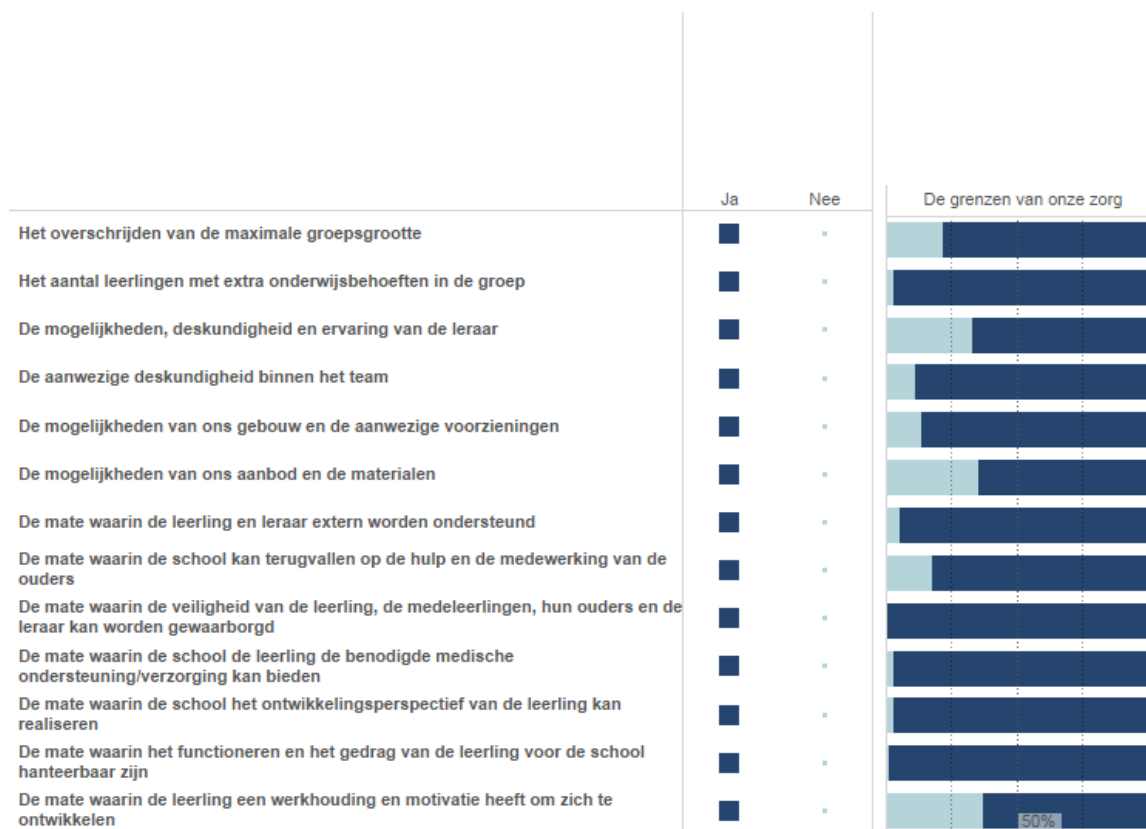 Ja Nee De grenzen van onze zorg
Het overschrijden van de maximale groepsgrootte
Het aantal leerlingen met extra onderwijsbehoeften in de groep
De mogelijkheden, deskundigheid en ervaring van de leraar
De aanwezige deskundigheid binnen het team
De mogelijkheden van ons gebouw en de aanwezige voorzieningen
De mogelijkheden van ons aanbod en de materialen
De mate waarin de leerling en leraar extern worden ondersteund
De mate waarin de school kan terugvallen op de hulp en de medewerking van de
ouders
De mate waarin de veiligheid van de leerling, de medeleerlingen, hun ouders en de
leraar kan worden gewaarborgd
De mate waarin de school de leerling de benodigde medische
ondersteuning/verzorging kan bieden
De mate waarin de school het ontwikkelingsperspectief van de leerling kan
realiseren
De mate waarin het functioneren en het gedrag van de leerling voor de school
hanteerbaar zijn
De mate waarin de leerling een werkhouding en motivatie heeft om zich te
ontwikkelen
50%